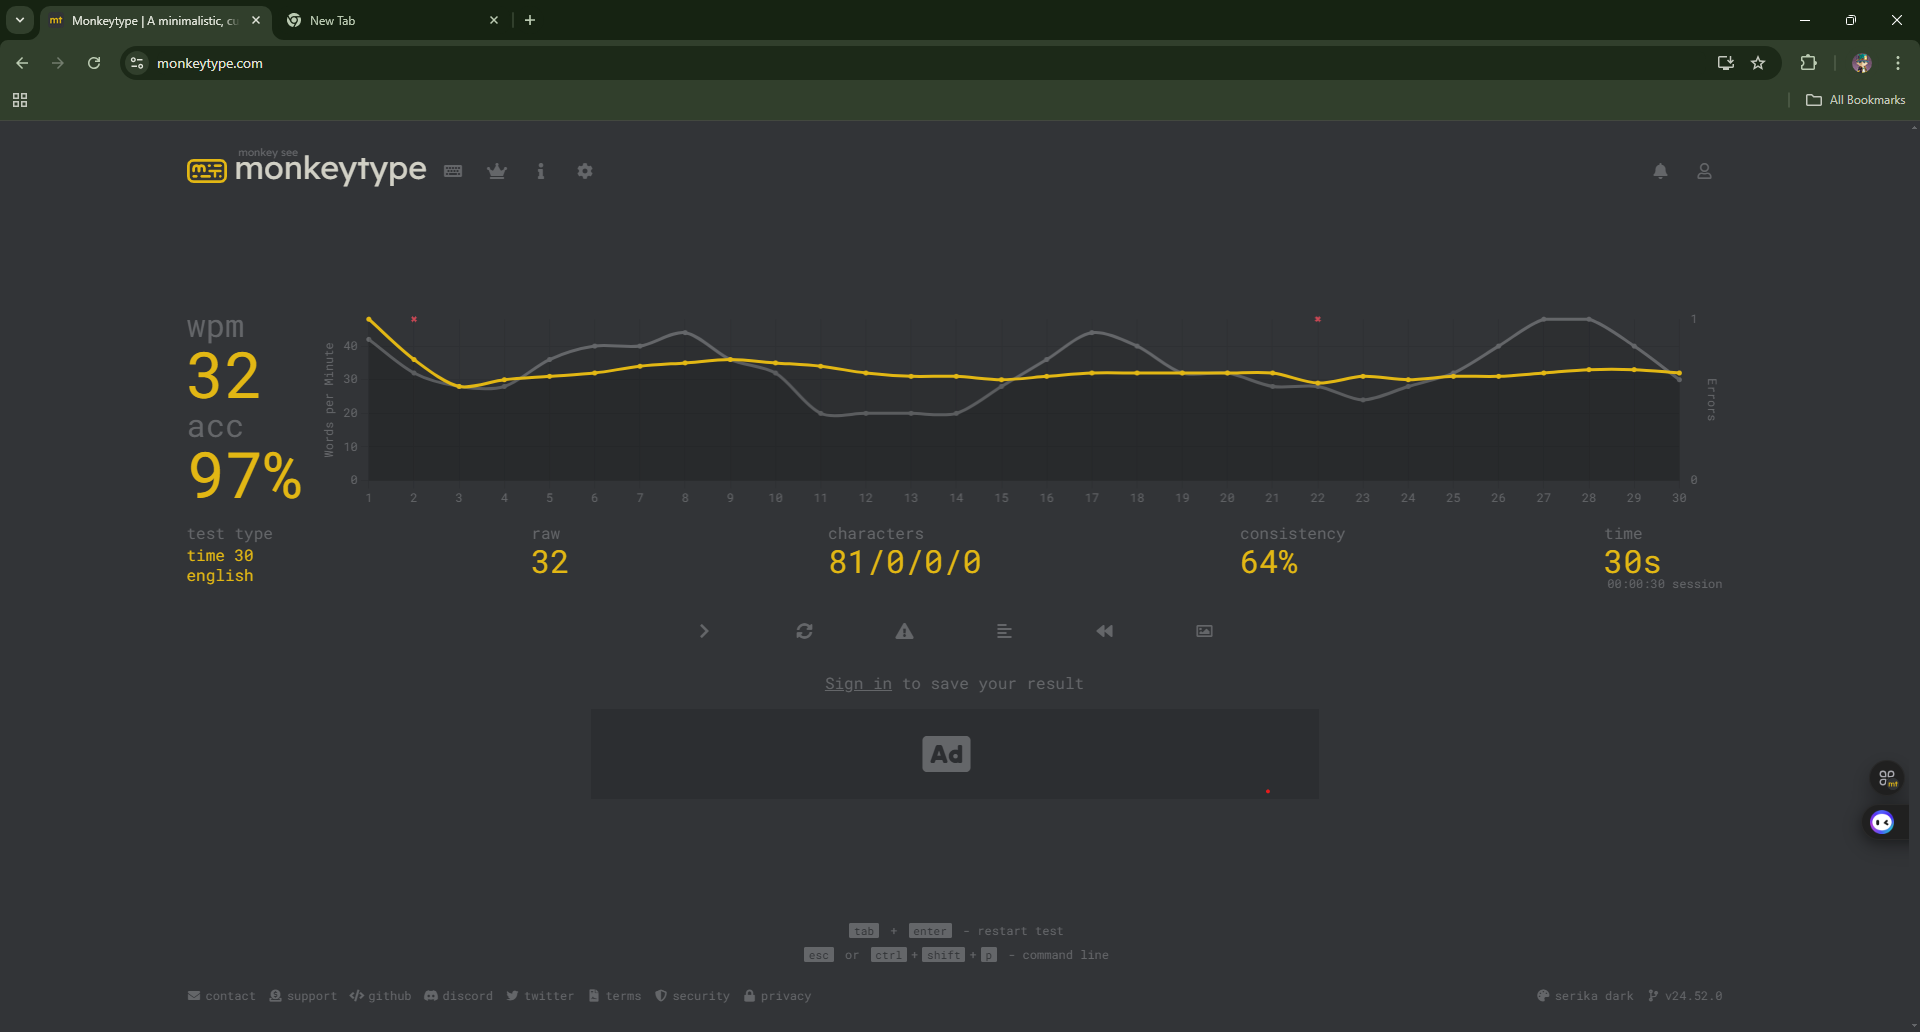 Monkeytype | A minimalistic, cu
New Tab
monkeytype.com
All Bookmarks
monkey see
monkeytype
wpm
32
acc
97%
Words per Minute
40
30
20
10
0
1
Errors
0
1 2 3 4 5 6 7 8 9 10 11 12 13 14 15 16 17 18 19 20 21 22 23 24 25 26 27 28 29 30
test type
time 30
english
raw
32
characters
81/0/0/0
consistency
64%
time
30s
00:00:30 session
Sign in to save your result
Ad
tab + enter - restart test
esc or ctrl + shift + p - command line
contact support github discord twitter terms security privacy
serika dark v24.52.0